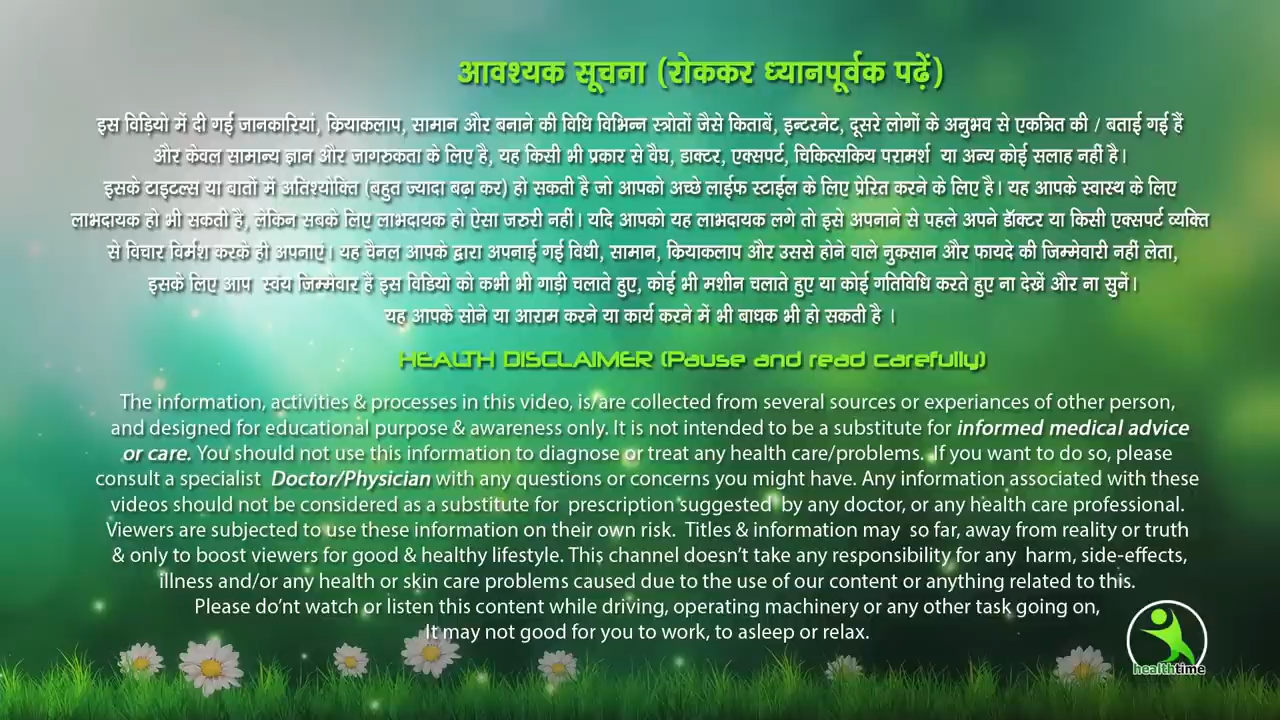 आवश्यक सूचना (रोककर ध्यानपूर्वक पढ़ें)
इस विड़ियो में दी गई जानकारियां, क्रियाकलाप, सामान और बनाने की विधि विभिन्न स्त्रोतों जैसे किताबें, इन्टरनेट, दूसरे लोगों के अनुभव से एकत्रित की / बताई गई हैं
और केवल सामान्य ज्ञान और जागरुकता के लिए है, यह किसी भी प्रकार से वैघ, डाक्टर, एक्सपर्ट, चिकित्सकिय परामर्श या अन्य कोई सलाह नहीं है।
इसके टाइटल्स या बातों में अतिश्योक्ति (बहुत ज्यादा बढ़ा कर) हो सकती है जो आपको अच्छे लाईफ स्टाईल के लिए प्रेरित करने के लिए है। यह आपके स्वास्थ के लिए
लाभदायक हो भी सकती है, लेकिन सबके लिए लाभदायक हो ऐसा जरुरी नहीं। यदि आपको यह लाभदायक लगे तो इसे अपनाने से पहले अपने डॉक्टर या किसी एक्सपर्ट व्यक्ति
से विचार विर्मश करके ही अपनाएं। यह चैनल आपके द्वारा अपनाई गई विधी, सामान, क्रियाकलाप और उससे होने वाले नुकसान और फायदे की जिम्मेवारी नहीं लेता,
इसके लिए आप स्वंय जिम्मेवार हैं इस विडियो को कभी भी गाड़ी चलाते हुए, कोई भी मशीन चलाते हुए या कोई गतिविधि करते हुए ना देखें और ना सुनें।
यह आपके सोने या आराम करने या कार्य करने में भी बाधक भी हो सकती है ।
HEALTH DISCLAIMER (Pause and read carefully)
The information, activities & processes in this video, is/are collected from several sources or experiances of other person,
and designed for educational purpose & awareness only. It is not intended to be a substitute for informed medical advice
or care. You should not use this information to diagnose or treat any health care/problems. If you want to do so, please
consult a specialist Doctor/Physician with any questions or concerns you might have. Any information associated with these
videos should not be considered as a substitute for prescription suggested by any doctor, or any health care professional.
Viewers are subjected to use these information on their own risk. Titles & information may so far, away from reality or truth
& only to boost viewers for good & healthy lifestyle. This channel doesn't take any responsibility for any harm, side-effects,
illness and/or any health or skin care problems caused due to the use of our content or anything related to this.
Please do'nt watch or listen this content while driving, operating machinery or any other task going on,
It may not good for you to work, to asleep or relax.
healthtime